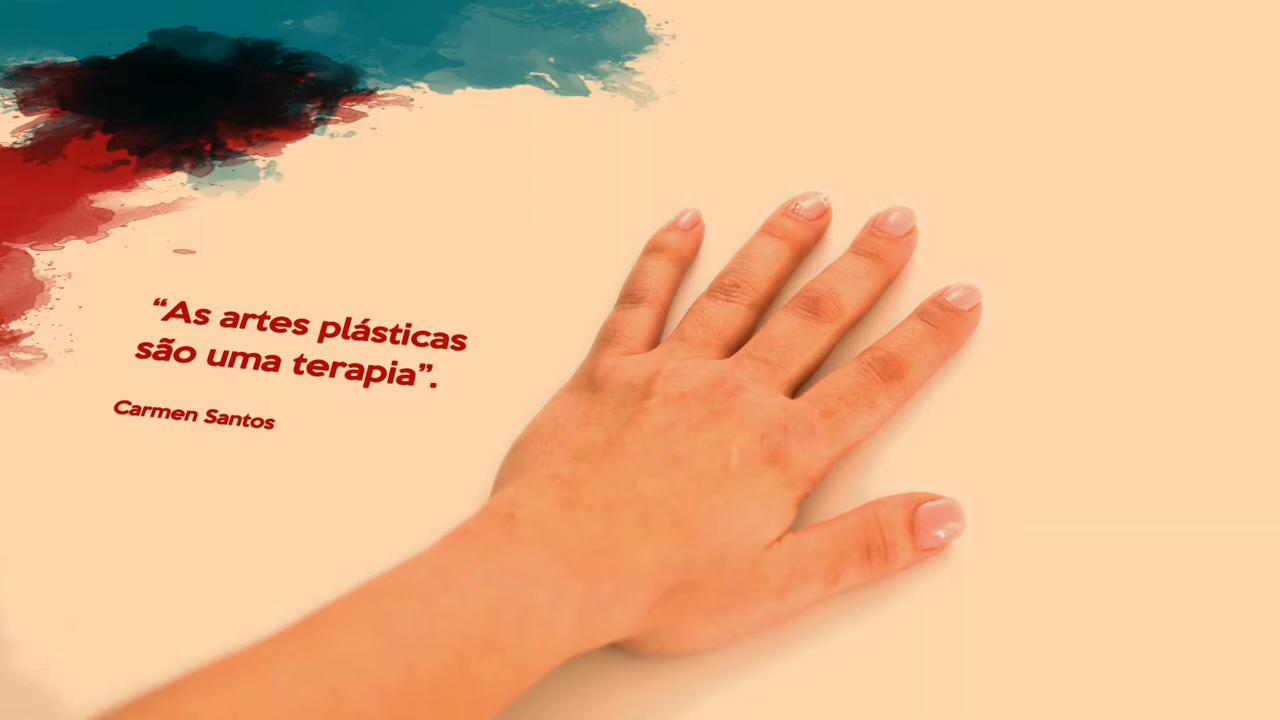 “As artes plásticas
são uma terapia”.
Carmen Santos